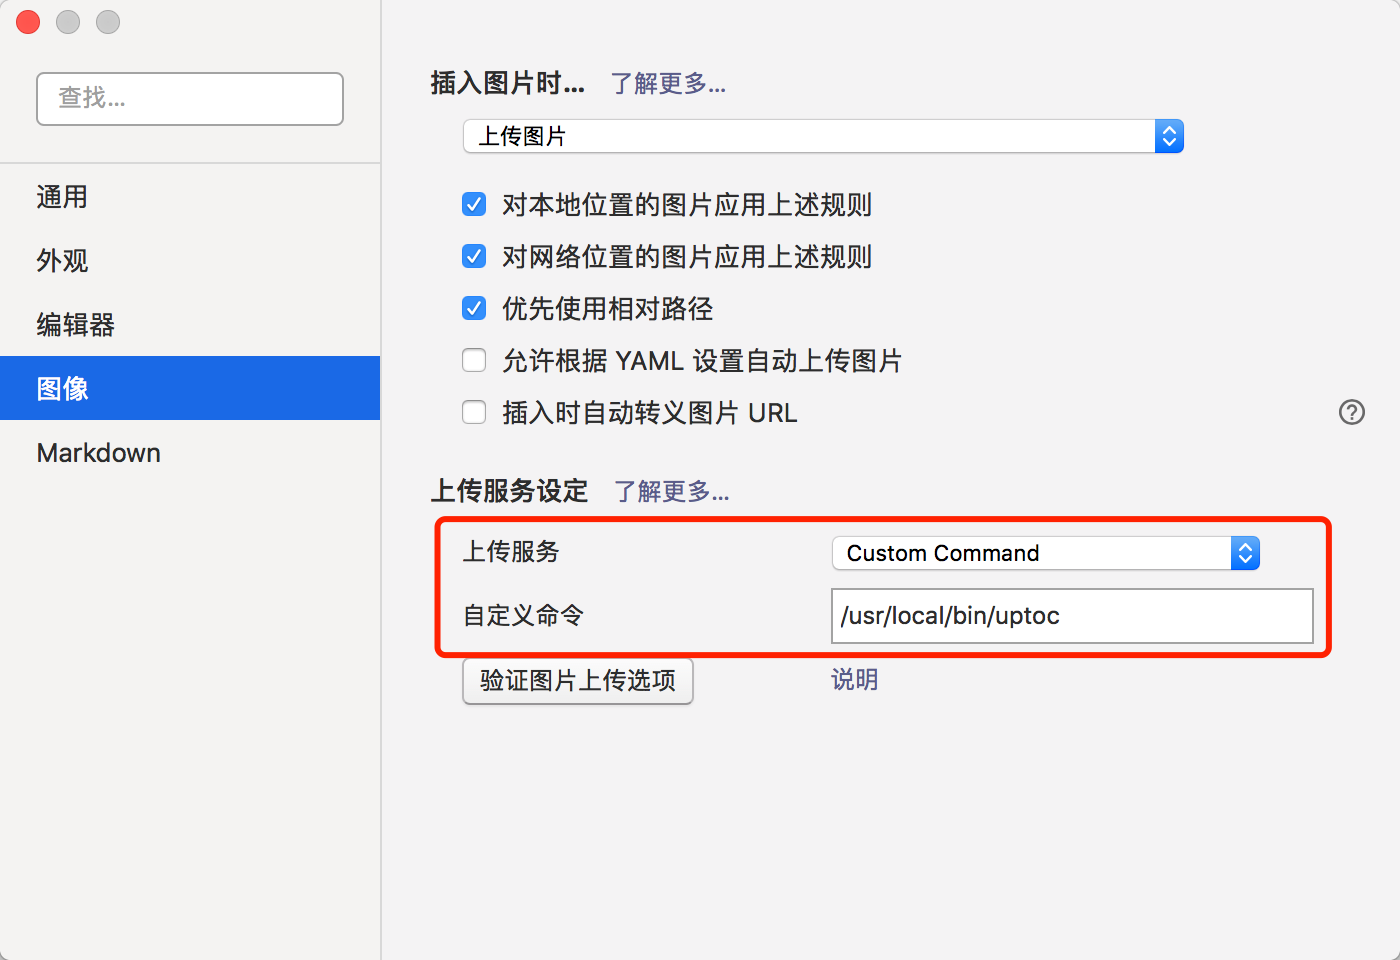 查找...
通用
外观
编辑器
图像
Markdown
插入图片时... 了解更多...
上传图片
对本地位置的图片应用上述规则
对网络位置的图片应用上述规则
优先使用相对路径
允许根据 YAML 设置自动上传图片
插入时自动转义图片 URL
上传服务设定 了解更多...
上传服务 Custom Command
自定义命令 /usr/local/bin/uptoc
验证图片上传选项 说明